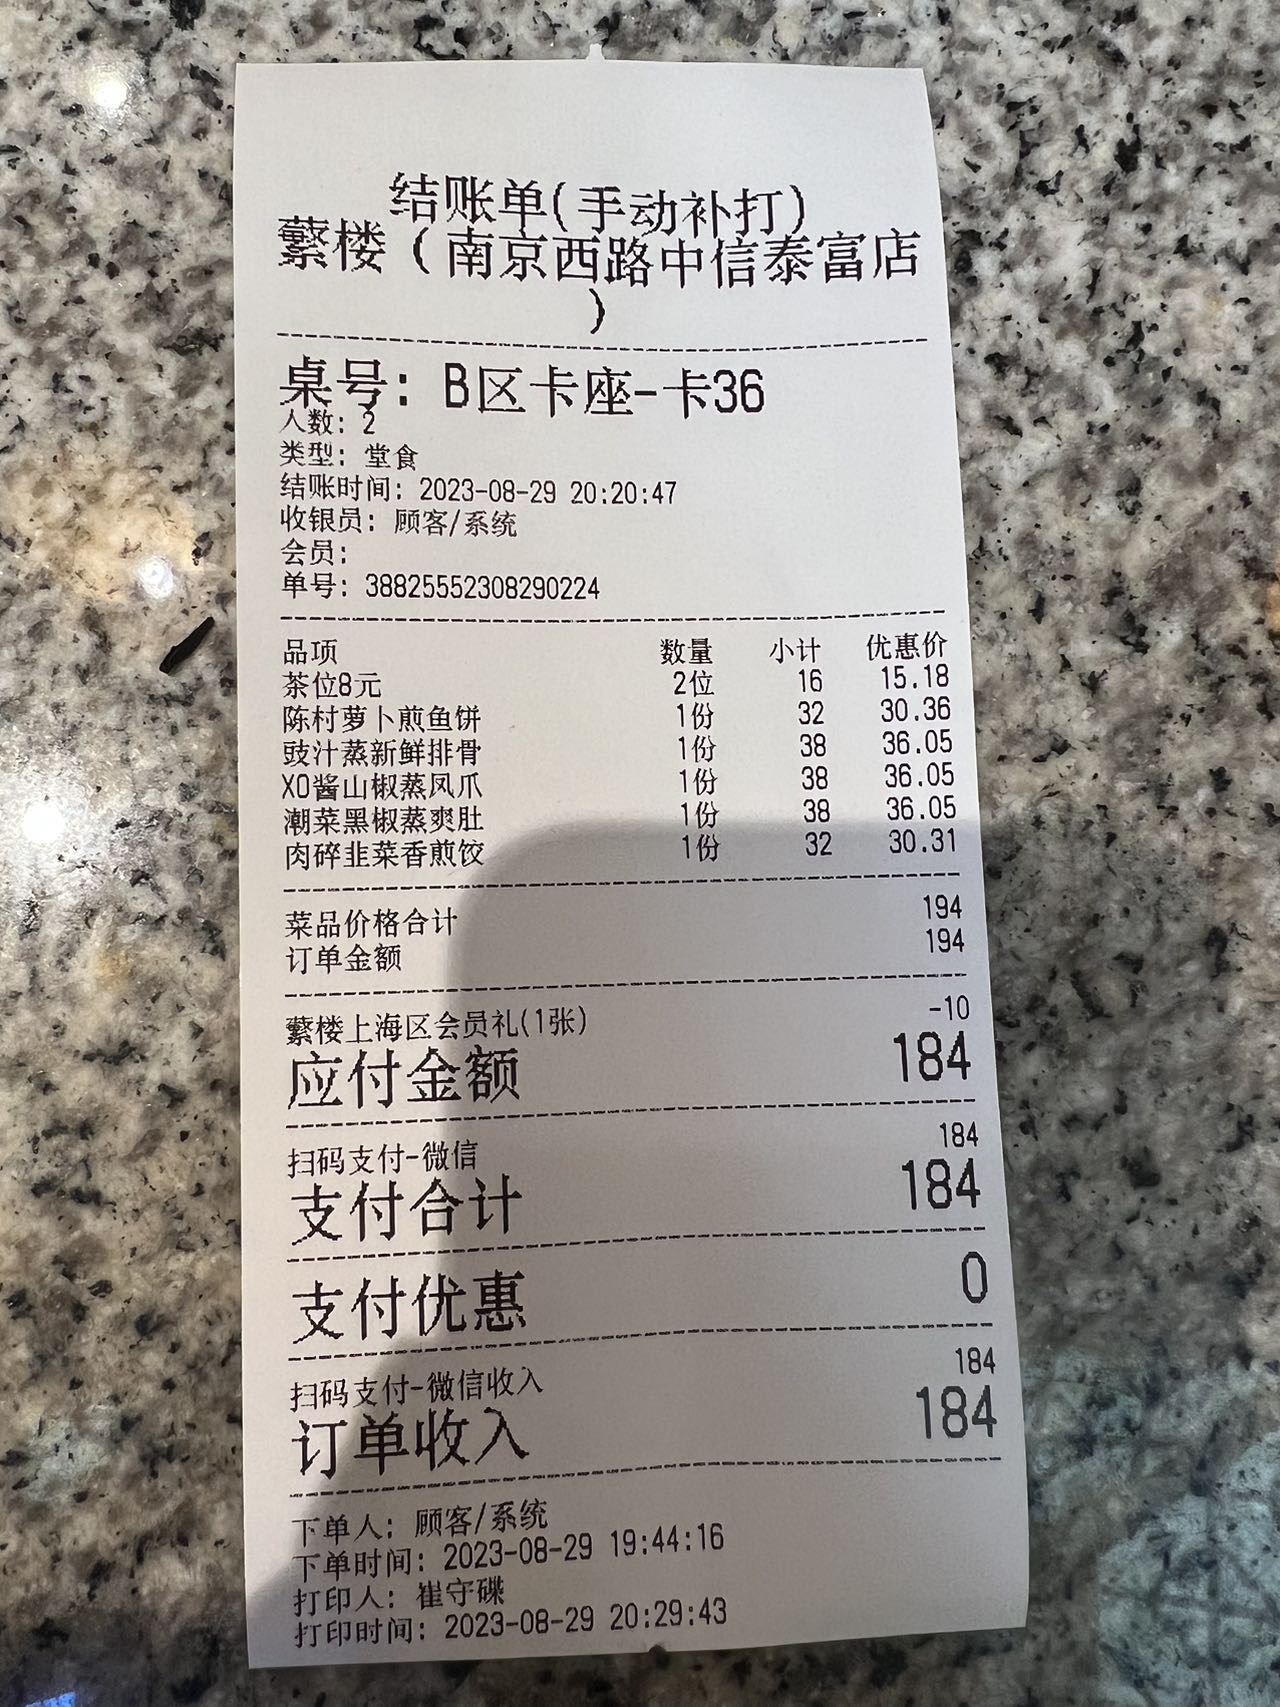 结账单(手动补打)
蘩楼（南京西路中信泰富店
）
桌号: B区卡座-卡36
人数: 2
类型: 堂食
结账时间: 2023-08-29 20:20:47
收银员: 顾客/系统
会员:
单号: 38825552308290224
品项 数量 小计 优惠价
茶位8元 2位 16 15.18
陈村萝卜煎鱼饼 1份 32 30.36
豉汁蒸新鲜排骨 1份 38 36.05
XO酱山椒蒸凤爪 1份 38 36.05
潮菜黑椒蒸爽肚 1份 38 36.05
肉碎韭菜香煎饺 1份 32 30.31
菜品价格合计 194
订单金额 194
蘩楼上海区会员礼(1张) -10
应付金额 184
扫码支付-微信 184
支付合计 184
支付优惠 0
扫码支付-微信收入 184
订单收入 184
下单人: 顾客/系统
下单时间: 2023-08-29 19:44:16
打印人: 崔守碟
打印时间: 2023-08-29 20:29:43